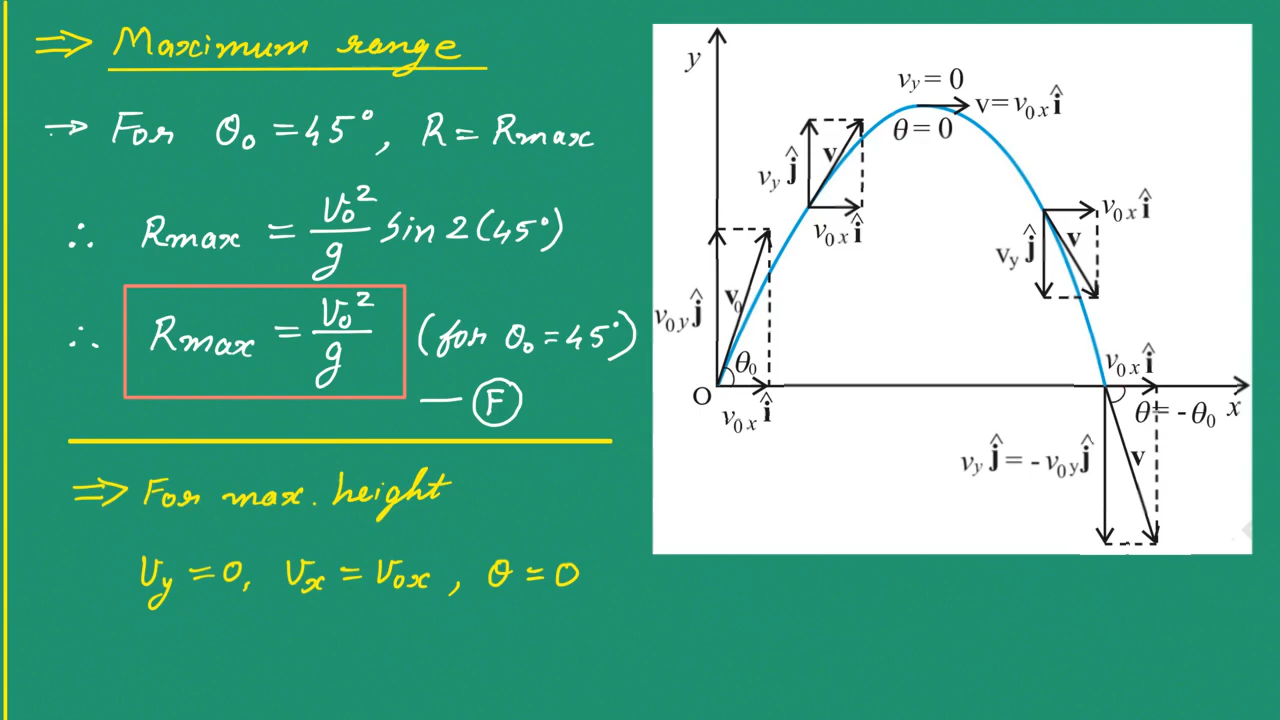 ⇒ Maximum range
→ For θ₀ = 45°, R = Rmax
∴ Rmax = v₀²/g sin 2(45°)
∴ Rmax = v₀²/g (for θ₀ = 45°)
— F
⇒ For max. height
Vy = 0, Vx = V₀x, θ = 0
y
vy = 0
v = v₀x î
θ = 0
vy ĵ
v
v₀x î
v₀x î
vy ĵ
v
v₀y ĵ
v₀
θ₀
O
v₀x î
v₀x î
θ = - θ₀
x
vy ĵ = - v₀y ĵ
v